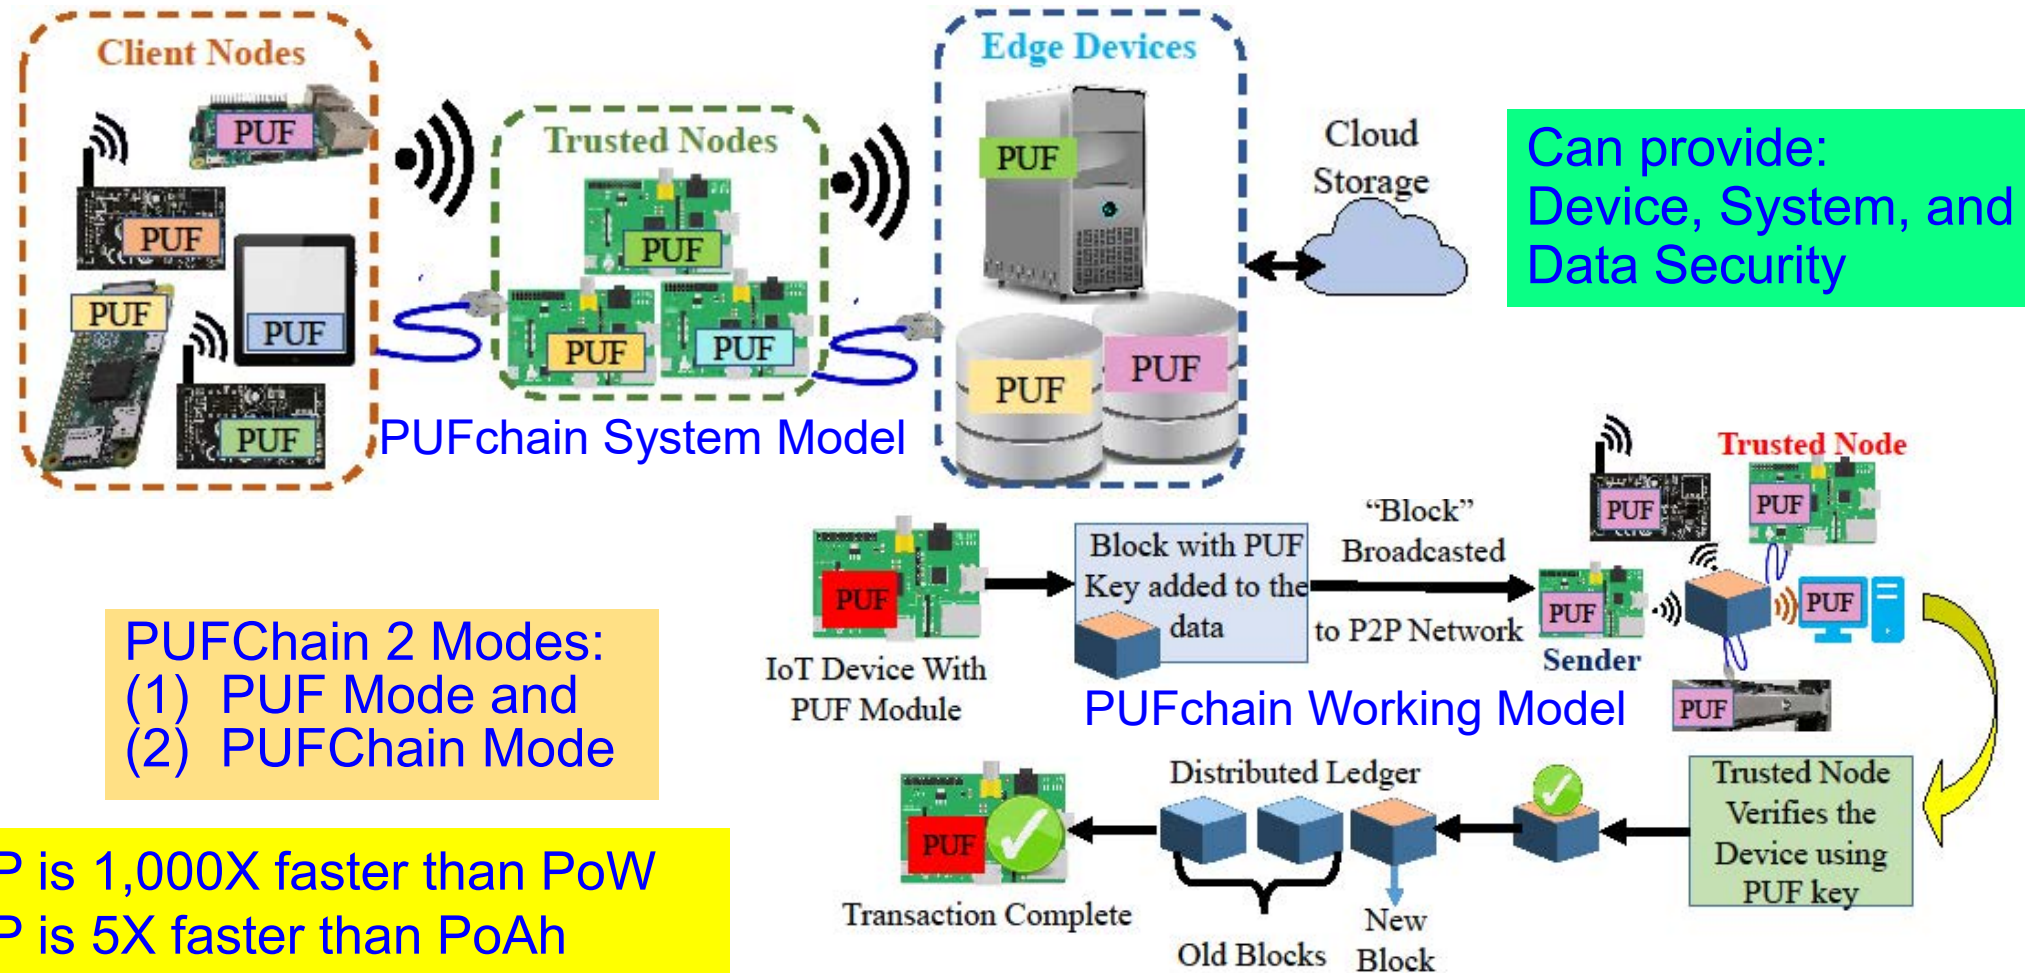 Client Nodes
PUF
PUF
PUF
PUF
PUF
Trusted Nodes
PUF
PUF
PUF
Edge Devices
PUF
PUF
PUF
Cloud
Storage
Can provide:
Device, System, and
Data Security
PUFchain System Model
IoT Device With
PUF Module
PUF
Block with PUF
Key added to the
data
“Block”
Broadcasted
to P2P Network
PUF
Sender
PUF
Trusted Node
PUF
PUF
PUF
PUFchain Working Model
PUFChain 2 Modes:
(1) PUF Mode and
(2) PUFChain Mode
Trusted Node
Verifies the
Device using
PUF key
Distributed Ledger
New
Block
Old Blocks
PUF
Transaction Complete
P is 1,000X faster than PoW
P is 5X faster than PoAh